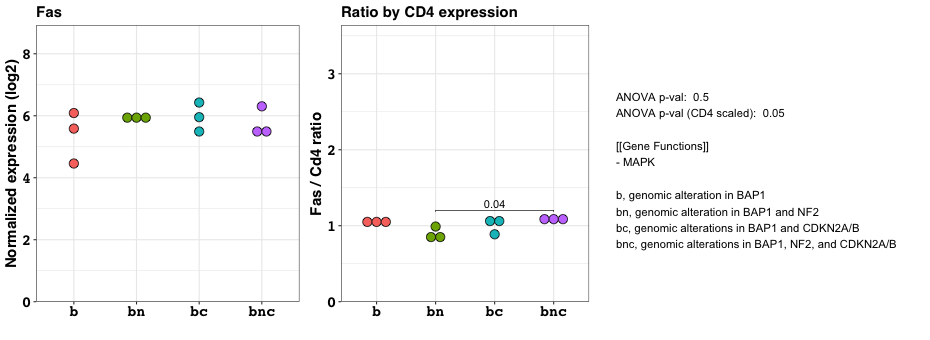 Fas
Normalized expression (log2)
8
6
4
2
0
b bn bc bnc
Ratio by CD4 expression
Fas / Cd4 ratio
3
2
1
0
0.04
b bn bc bnc
ANOVA p-val: 0.5
ANOVA p-val (CD4 scaled): 0.05
[[Gene Functions]]
- MAPK
b, genomic alteration in BAP1
bn, genomic alteration in BAP1 and NF2
bc, genomic alterations in BAP1 and CDKN2A/B
bnc, genomic alterations in BAP1, NF2, and CDKN2A/B